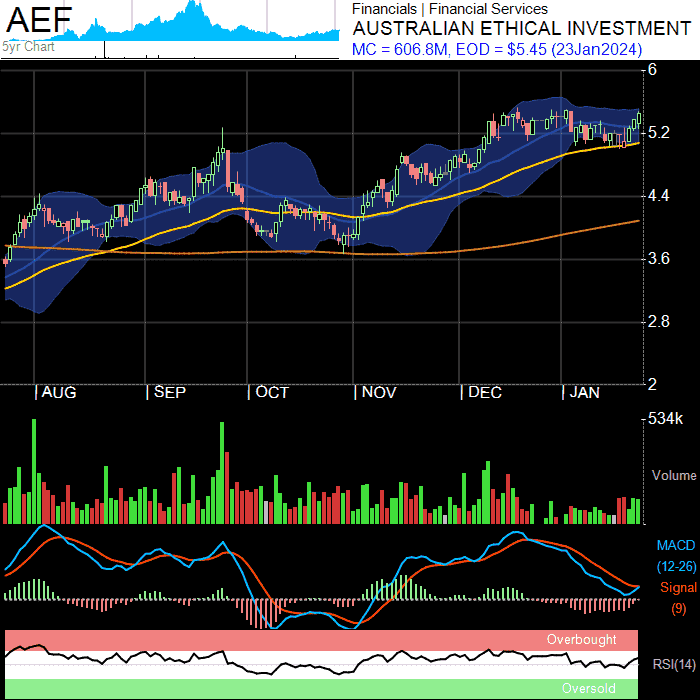 AEF
5yr Chart
Financials | Financial Services
AUSTRALIAN ETHICAL INVESTMENT
MC = 606.8M, EOD = $5.45 (23Jan2024)
6
5.2
4.4
3.6
2.8
2
AUG SEP OCT NOV DEC JAN
534k
Volume
MACD
(12-26)
Signal
(9)
Overbought
RSI(14)
Oversold